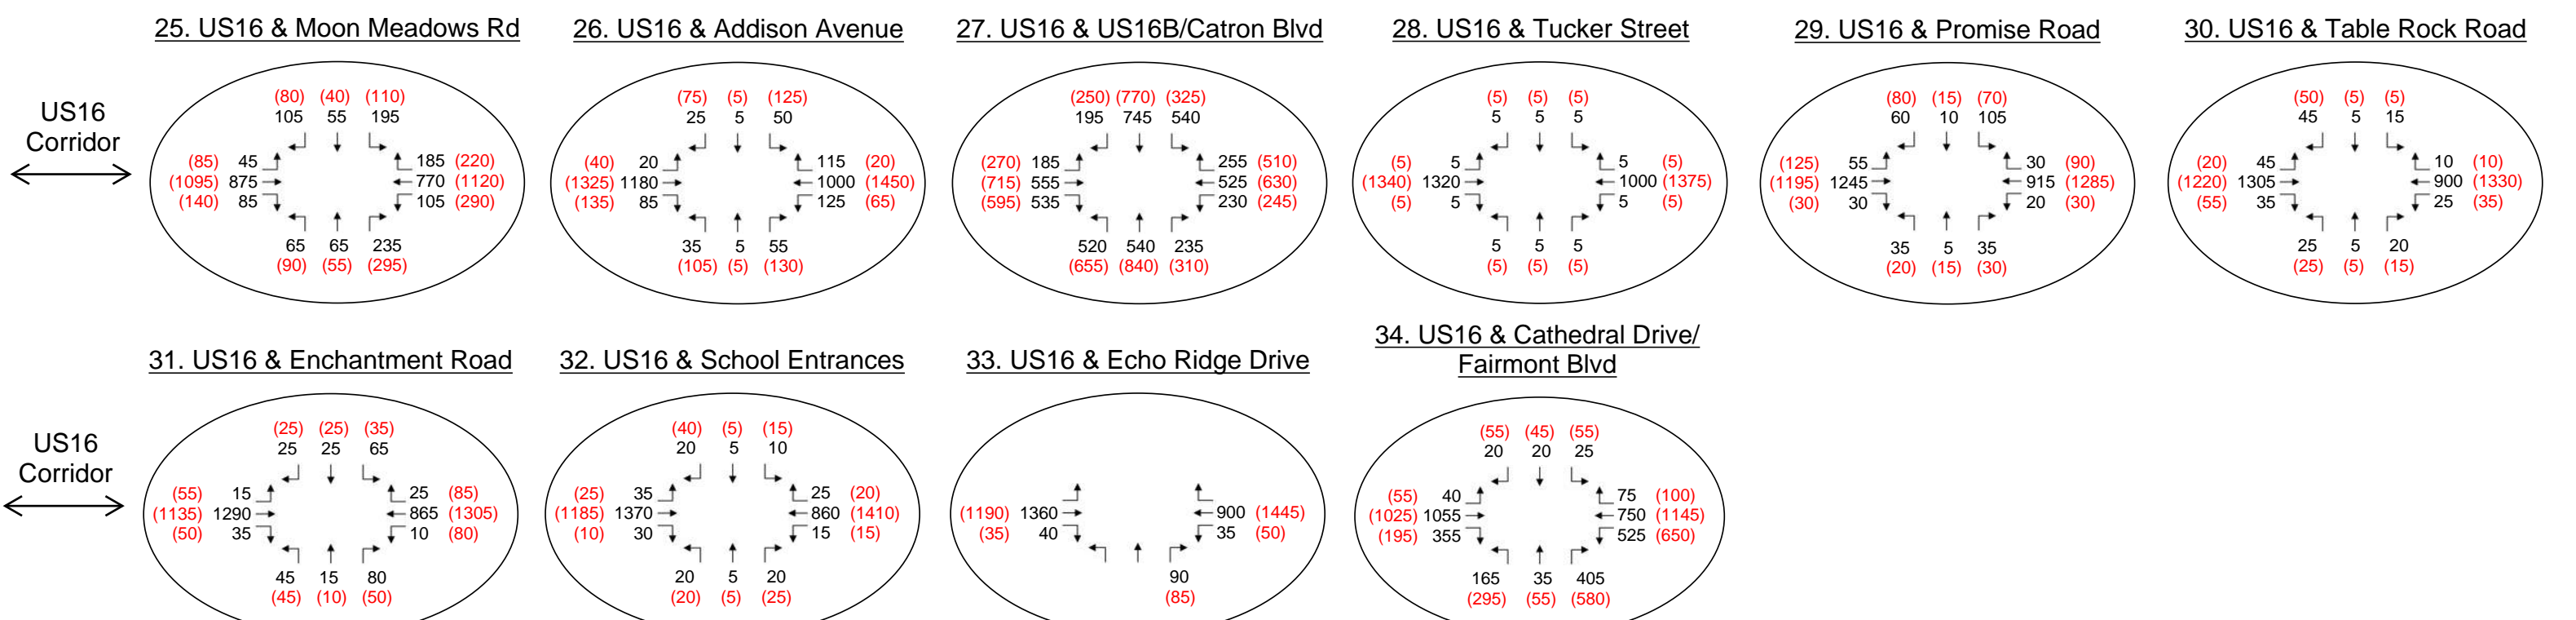 25. US16 & Moon Meadows Rd
26. US16 & Addison Avenue
27. US16 & US16B/Catron Blvd
28. US16 & Tucker Street
29. US16 & Promise Road
30. US16 & Table Rock Road
US16
Corridor
(80) (40) (110)
105 55 195
(85) 45
(1095) 875
(140) 85
185 (220)
770 (1120)
105 (290)
65 65 235
(90) (55) (295)
(75) (5) (125)
25 5 50
(40) 20
(1325) 1180
(135) 85
115 (20)
1000 (1450)
125 (65)
35 5 55
(105) (5) (130)
(250) (770) (325)
195 745 540
(270) 185
(715) 555
(595) 535
255 (510)
525 (630)
230 (245)
520 540 235
(655) (840) (310)
(5) (5) (5)
5 5 5
(5) 5
(1340) 1320
(5) 5
5 (5)
1000 (1375)
5 (5)
5 5 5
(5) (5) (5)
(80) (15) (70)
60 10 105
(125) 55
(1195) 1245
(30) 30
30 (90)
915 (1285)
20 (30)
35 5 35
(20) (15) (30)
(50) (5) (5)
45 5 15
(20) 45
(1220) 1305
(55) 35
10 (10)
900 (1330)
25 (35)
25 5 20
(25) (5) (15)
31. US16 & Enchantment Road
32. US16 & School Entrances
33. US16 & Echo Ridge Drive
34. US16 & Cathedral Drive/
Fairmont Blvd
US16
Corridor
(25) (25) (35)
25 25 65
(55) 15
(1135) 1290
(50) 35
25 (85)
865 (1305)
10 (80)
45 15 80
(45) (10) (50)
(40) (5) (15)
20 5 10
(25) 35
(1185) 1370
(10) 30
25 (20)
860 (1410)
15 (15)
20 5 20
(20) (5) (25)
(1190) 1360
(35) 40
900 (1445)
35 (50)
90
(85)
(55) (45) (55)
20 20 25
(55) 40
(1025) 1055
(195) 355
75 (100)
750 (1145)
525 (650)
165 35 405
(295) (55) (580)